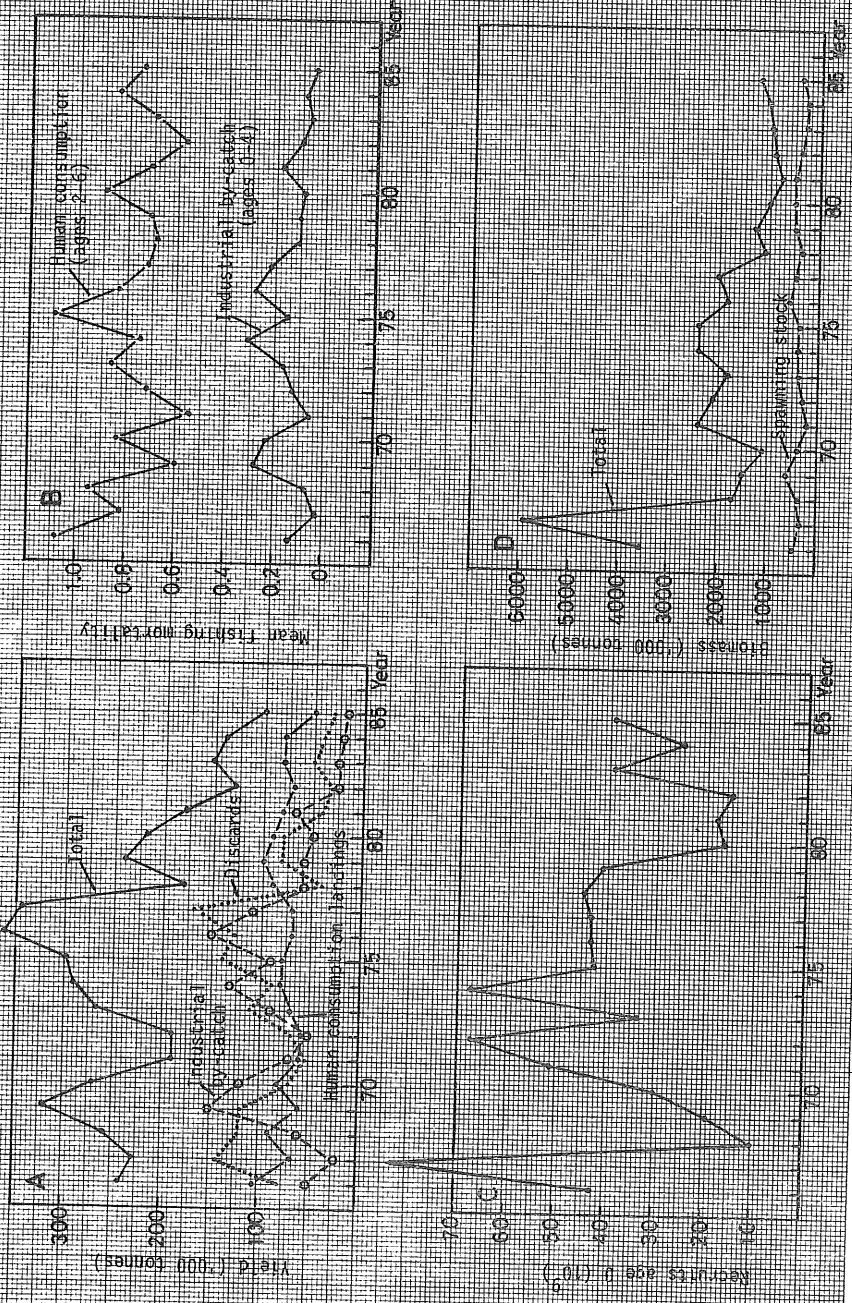 A
300
200
100
Yield ('000 tonnes)
Total
Discards
Industrial
by-catch
Human consumption landings
70
75
80
85 Year
B
1.0
0.8
0.6
0.4
0.2
0
Mean fishing mortality
Human consumption
(ages 2-6)
Industrial by-catch
(ages 0-4)
70
75
80
85 Year
C
70
60
50
40
30
20
10
Recruits age 0 (10⁹)
70
75
80
85 Year
D
6000
5000
4000
3000
2000
1000
Biomass ('000 tonnes)
Total
Spawning stock
70
75
80
85 Year